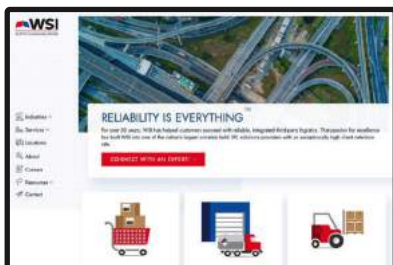 WSI
Industries
Services
Locations
About
Careers
Resources
Contact
RELIABILITY IS EVERYTHING
For over 50 years, WSI has helped customers succeed with reliable, integrated third-party logistics. That passion for excellence
has built WSI into one of the nation's largest privately held 3PL solutions providers with an exceptionally high client retention
rate.
CONNECT WITH AN EXPERT